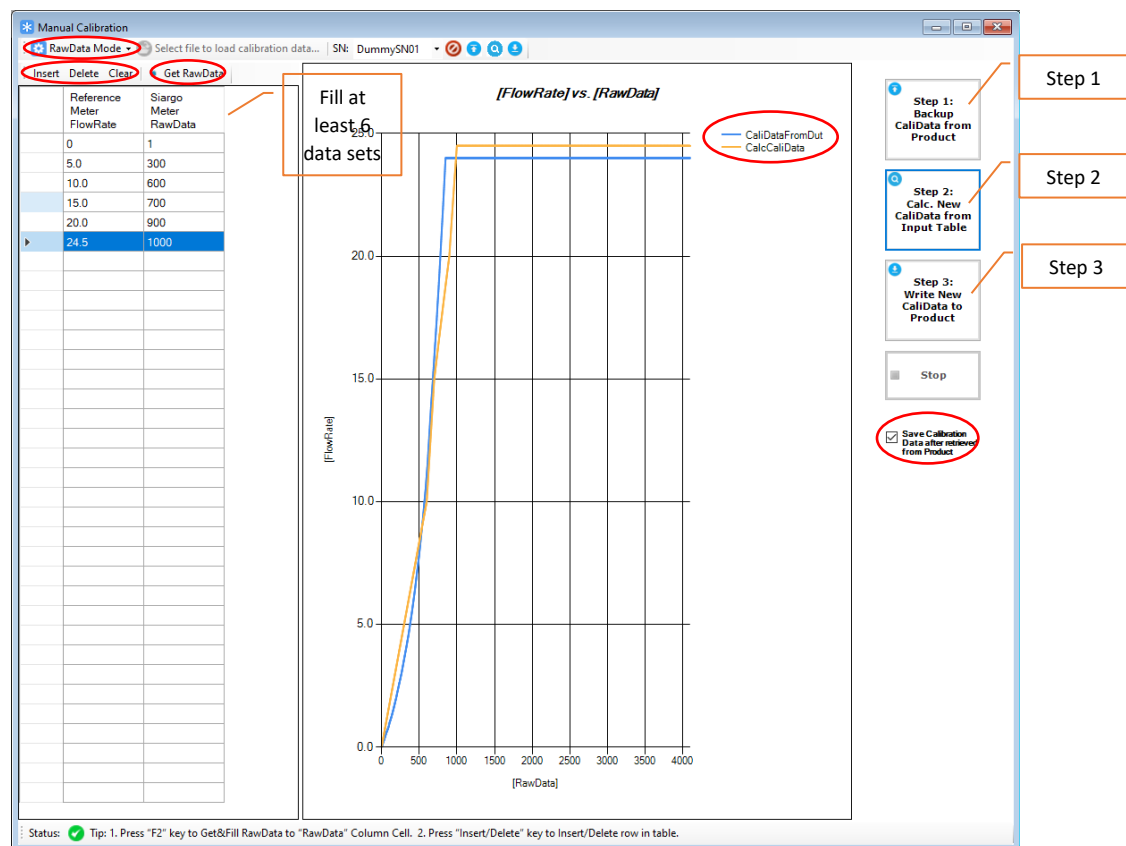 Manual Calibration
RawData Mode
Select file to load calibration data...
SN: DummySN01
Insert Delete Clear
Get RawData
Reference
Meter
FlowRate
Siargo
Meter
RawData
0 1
5.0 300
10.0 600
15.0 700
20.0 900
24.5 1000
Fill at
least 6
data sets
[FlowRate] vs. [RawData]
CaliDataFromDut
CalcCaliData
25.0
20.0
15.0
10.0
5.0
0.0
[FlowRate]
0 500 1000 1500 2000 2500 3000 3500 4000
[RawData]
Step 1:
Backup
CaliData from
Product
Step 2:
Calc. New
CaliData from
Input Table
Step 3:
Write New
CaliData to
Product
Stop
Save Calibration
Data after retrieved
from Product
Step 1
Step 2
Step 3
Status: Tip: 1. Press "F2" key to Get&Fill RawData to "RawData" Column Cell. 2. Press "Insert/Delete" key to Insert/Delete row in table.